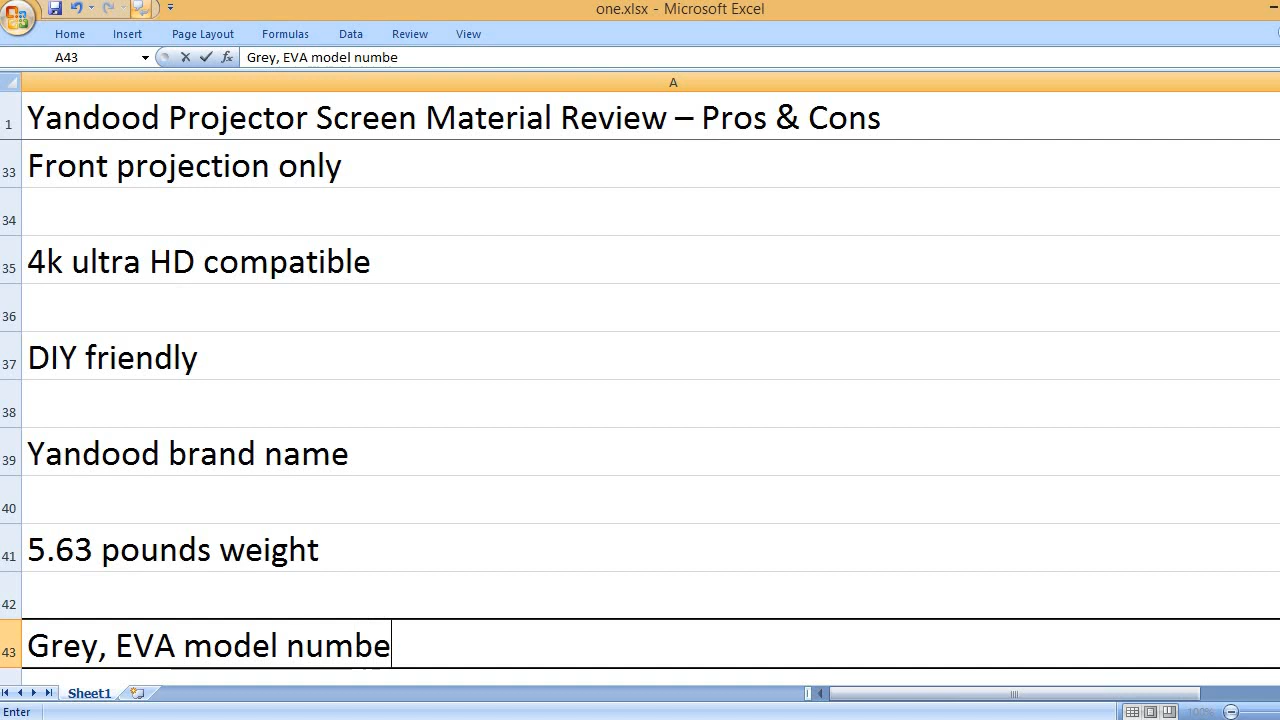 one.xlsx - Microsoft Excel
Home Insert Page Layout Formulas Data Review View
A43 fx Grey, EVA model numbe
A
1 Yandood Projector Screen Material Review – Pros & Cons
33 Front projection only
34
35 4k ultra HD compatible
36
37 DIY friendly
38
39 Yandood brand name
40
41 5.63 pounds weight
42
43 Grey, EVA model numbe
Sheet1
Enter 100%